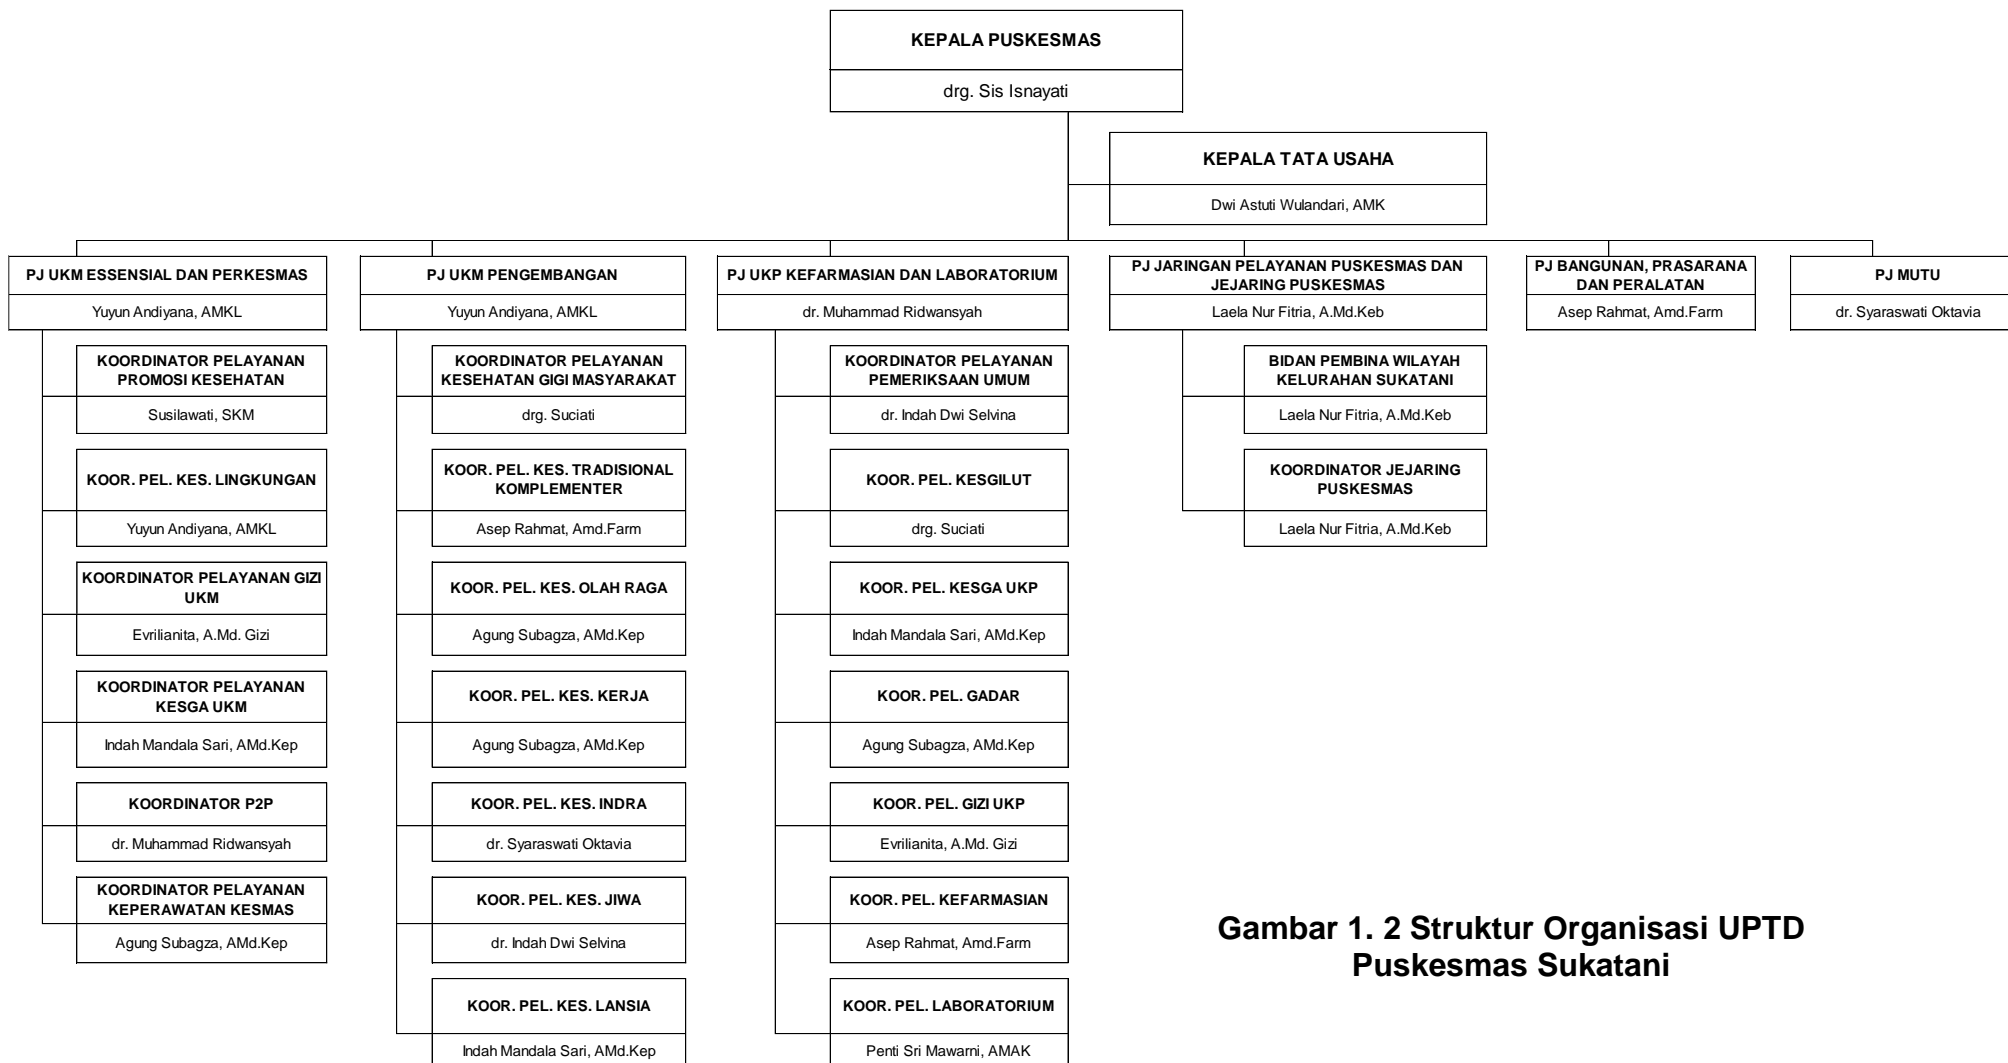 KEPALA PUSKESMAS
drg. Sis Isnayati
KEPALA TATA USAHA
Dwi Astuti Wulandari, AMK
PJ UKM ESSENSIAL DAN PERKESMAS
Yuyun Andiyana, AMKL
KOORDINATOR PELAYANAN
PROMOSI KESEHATAN
Susilawati, SKM
KOOR. PEL. KES. LINGKUNGAN
Yuyun Andiyana, AMKL
KOORDINATOR PELAYANAN GIZI
UKM
Evrilianita, A.Md. Gizi
KOORDINATOR PELAYANAN
KESGA UKM
Indah Mandala Sari, AMd.Kep
KOORDINATOR P2P
dr. Muhammad Ridwansyah
KOORDINATOR PELAYANAN
KEPERAWATAN KESMAS
Agung Subagza, AMd.Kep
PJ UKM PENGEMBANGAN
Yuyun Andiyana, AMKL
KOORDINATOR PELAYANAN
KESEHATAN GIGI MASYARAKAT
drg. Suciati
KOOR. PEL. KES. TRADISIONAL
KOMPLEMENTER
Asep Rahmat, Amd.Farm
KOOR. PEL. KES. OLAH RAGA
Agung Subagza, AMd.Kep
KOOR. PEL. KES. KERJA
Agung Subagza, AMd.Kep
KOOR. PEL. KES. INDRA
dr. Syaraswati Oktavia
KOOR. PEL. KES. JIWA
dr. Indah Dwi Selvina
KOOR. PEL. KES. LANSIA
Indah Mandala Sari, AMd.Kep
PJ UKP KEFARMASIAN DAN LABORATORIUM
dr. Muhammad Ridwansyah
KOORDINATOR PELAYANAN
PEMERIKSAAN UMUM
dr. Indah Dwi Selvina
KOOR. PEL. KESGILUT
drg. Suciati
KOOR. PEL. KESGA UKP
Indah Mandala Sari, AMd.Kep
KOOR. PEL. GADAR
Agung Subagza, AMd.Kep
KOOR. PEL. GIZI UKP
Evrilianita, A.Md. Gizi
KOOR. PEL. KEFARMASIAN
Asep Rahmat, Amd.Farm
KOOR. PEL. LABORATORIUM
Penti Sri Mawarni, AMAK
PJ JARINGAN PELAYANAN PUSKESMAS DAN
JEJARING PUSKESMAS
Laela Nur Fitria, A.Md.Keb
BIDAN PEMBINA WILAYAH
KELURAHAN SUKATANI
Laela Nur Fitria, A.Md.Keb
KOORDINATOR JEJARING
PUSKESMAS
Laela Nur Fitria, A.Md.Keb
PJ BANGUNAN, PRASARANA
DAN PERALATAN
Asep Rahmat, Amd.Farm
PJ MUTU
dr. Syaraswati Oktavia
Gambar 1. 2 Struktur Organisasi UPTD
Puskesmas Sukatani